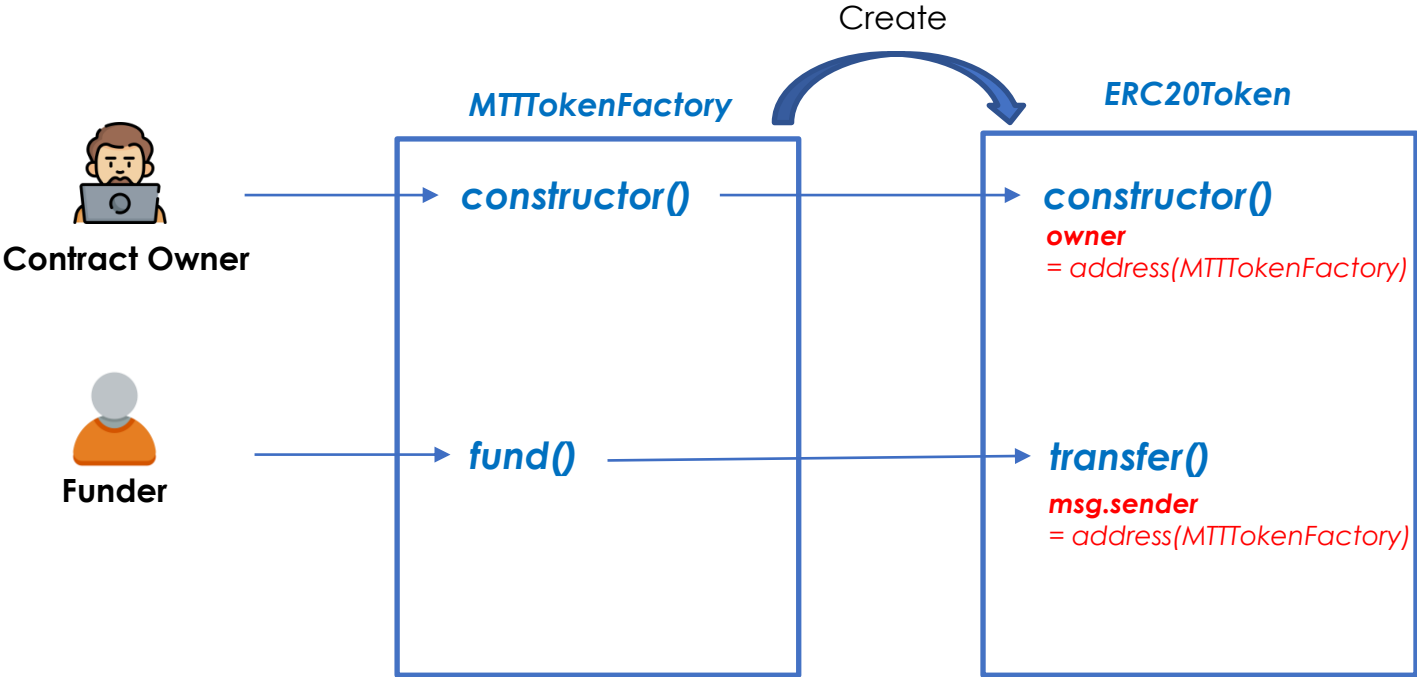 Create
MTTTokenFactory
ERC20Token
constructor()
constructor()
owner
= address(MTTTokenFactory)
Contract Owner
fund()
transfer()
Funder
msg.sender
= address(MTTTokenFactory)